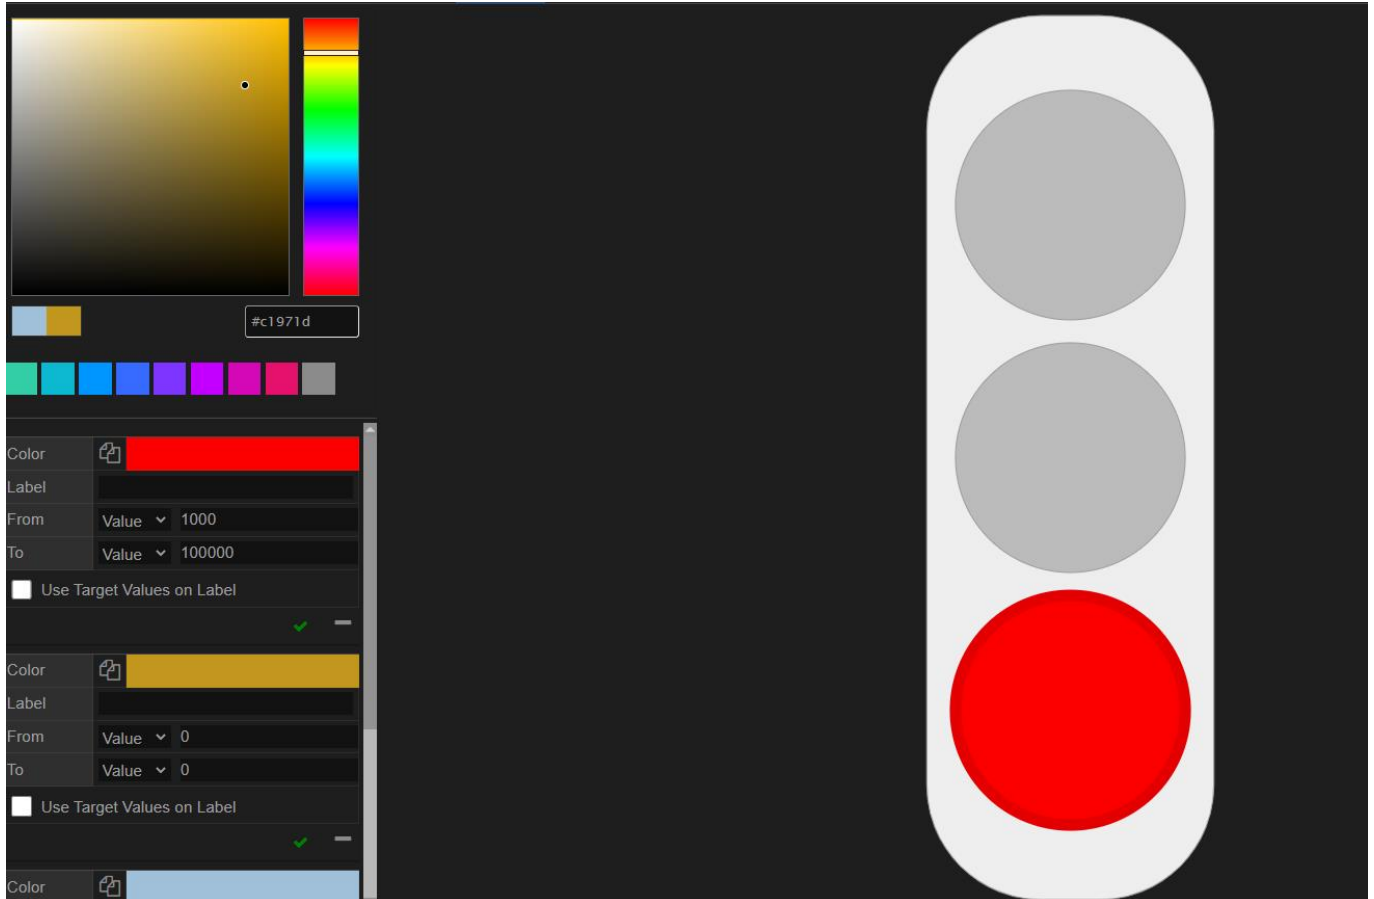 #c1971d
Color
Label
From Value 1000
To Value 100000
Use Target Values on Label
Color
Label
From Value 0
To Value 0
Use Target Values on Label
Color